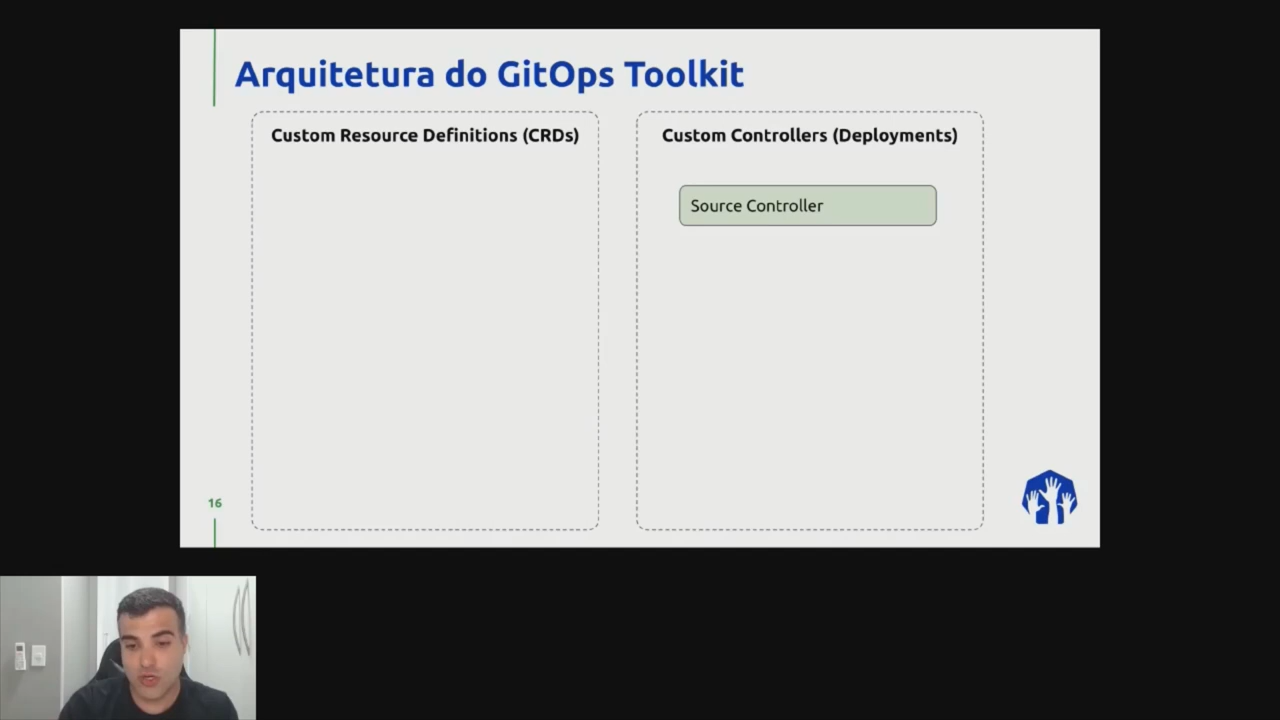 Arquitetura do GitOps Toolkit
Custom Resource Definitions (CRDs)
Custom Controllers (Deployments)
Source Controller
16